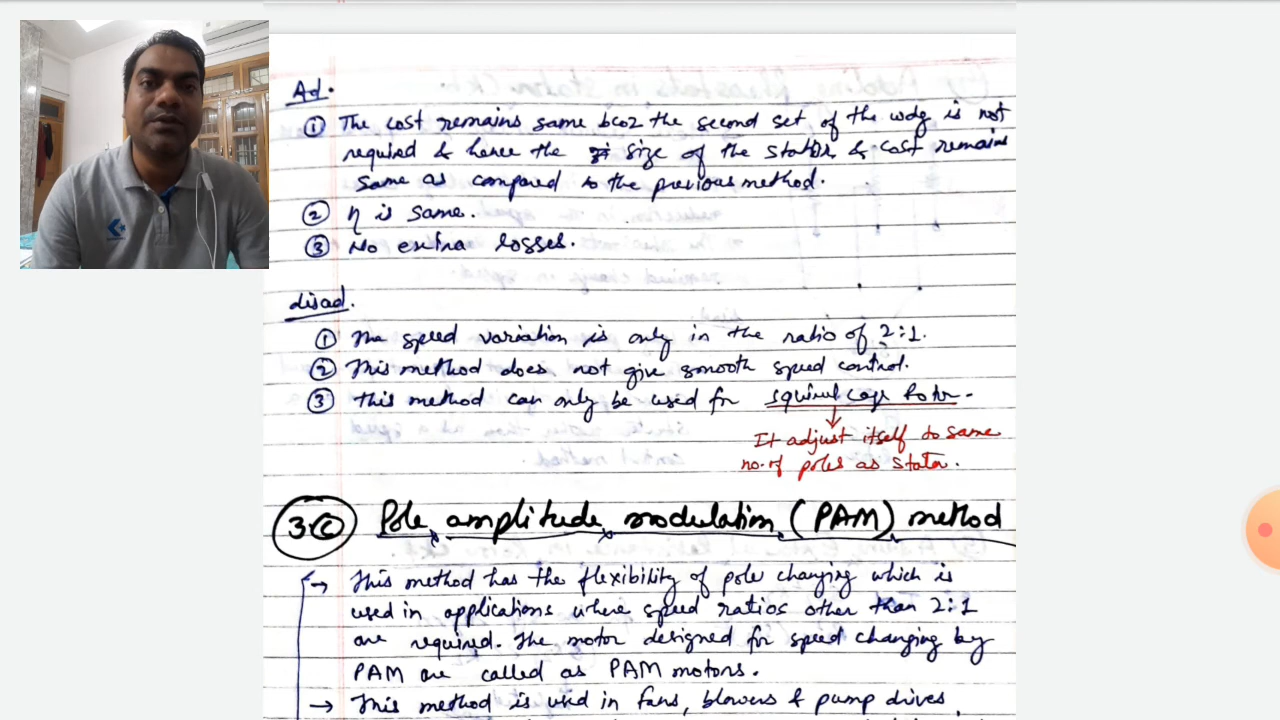 Ad.
① The cost remains same bcoz the second set of the wdg is not
required & hence the size of the stator & cost remains
same as compared to the previous method.
② η is same.
③ No extra losses.
disad.
① The speed variation is only in the ratio of 2:1.
② This method does not give smooth speed control.
③ This method can only be used for squirrel cage Rotor.
↓
It adjust itself to same
no. of poles as stator.
3(C) Pole amplitude modulation (PAM) method
→ This method has the flexibility of pole changing which is
used in applications where speed ratios other than 2:1
are required. The motor designed for speed changing by
PAM are called as PAM motors.
→ This method is used in fans, blowers & pump drives,